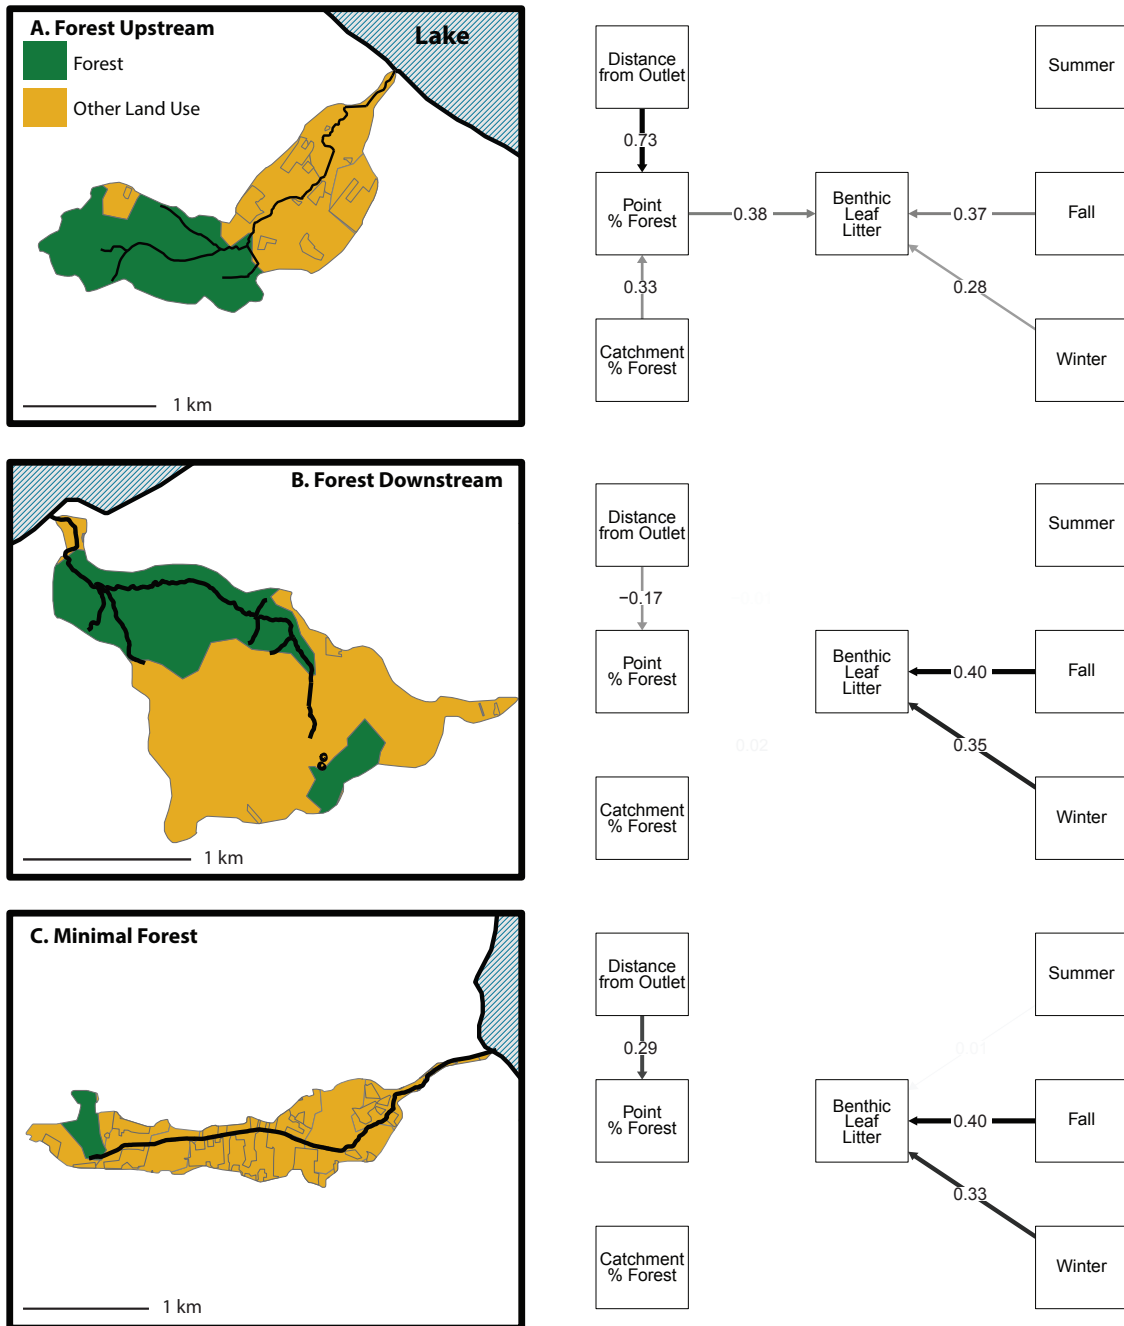 A. Forest Upstream
Lake
Forest
Other Land Use
1 km
Distance
from Outlet
Summer
0.73
Point
% Forest
0.38
Benthic
Leaf
Litter
0.37
Fall
0.33
0.28
Catchment
% Forest
Winter
B. Forest Downstream
1 km
Distance
from Outlet
Summer
−0.17
Point
% Forest
Benthic
Leaf
Litter
0.40
Fall
0.02
0.35
Catchment
% Forest
Winter
C. Minimal Forest
1 km
Distance
from Outlet
Summer
0.29
0.01
Point
% Forest
Benthic
Leaf
Litter
0.40
Fall
0.33
Catchment
% Forest
Winter